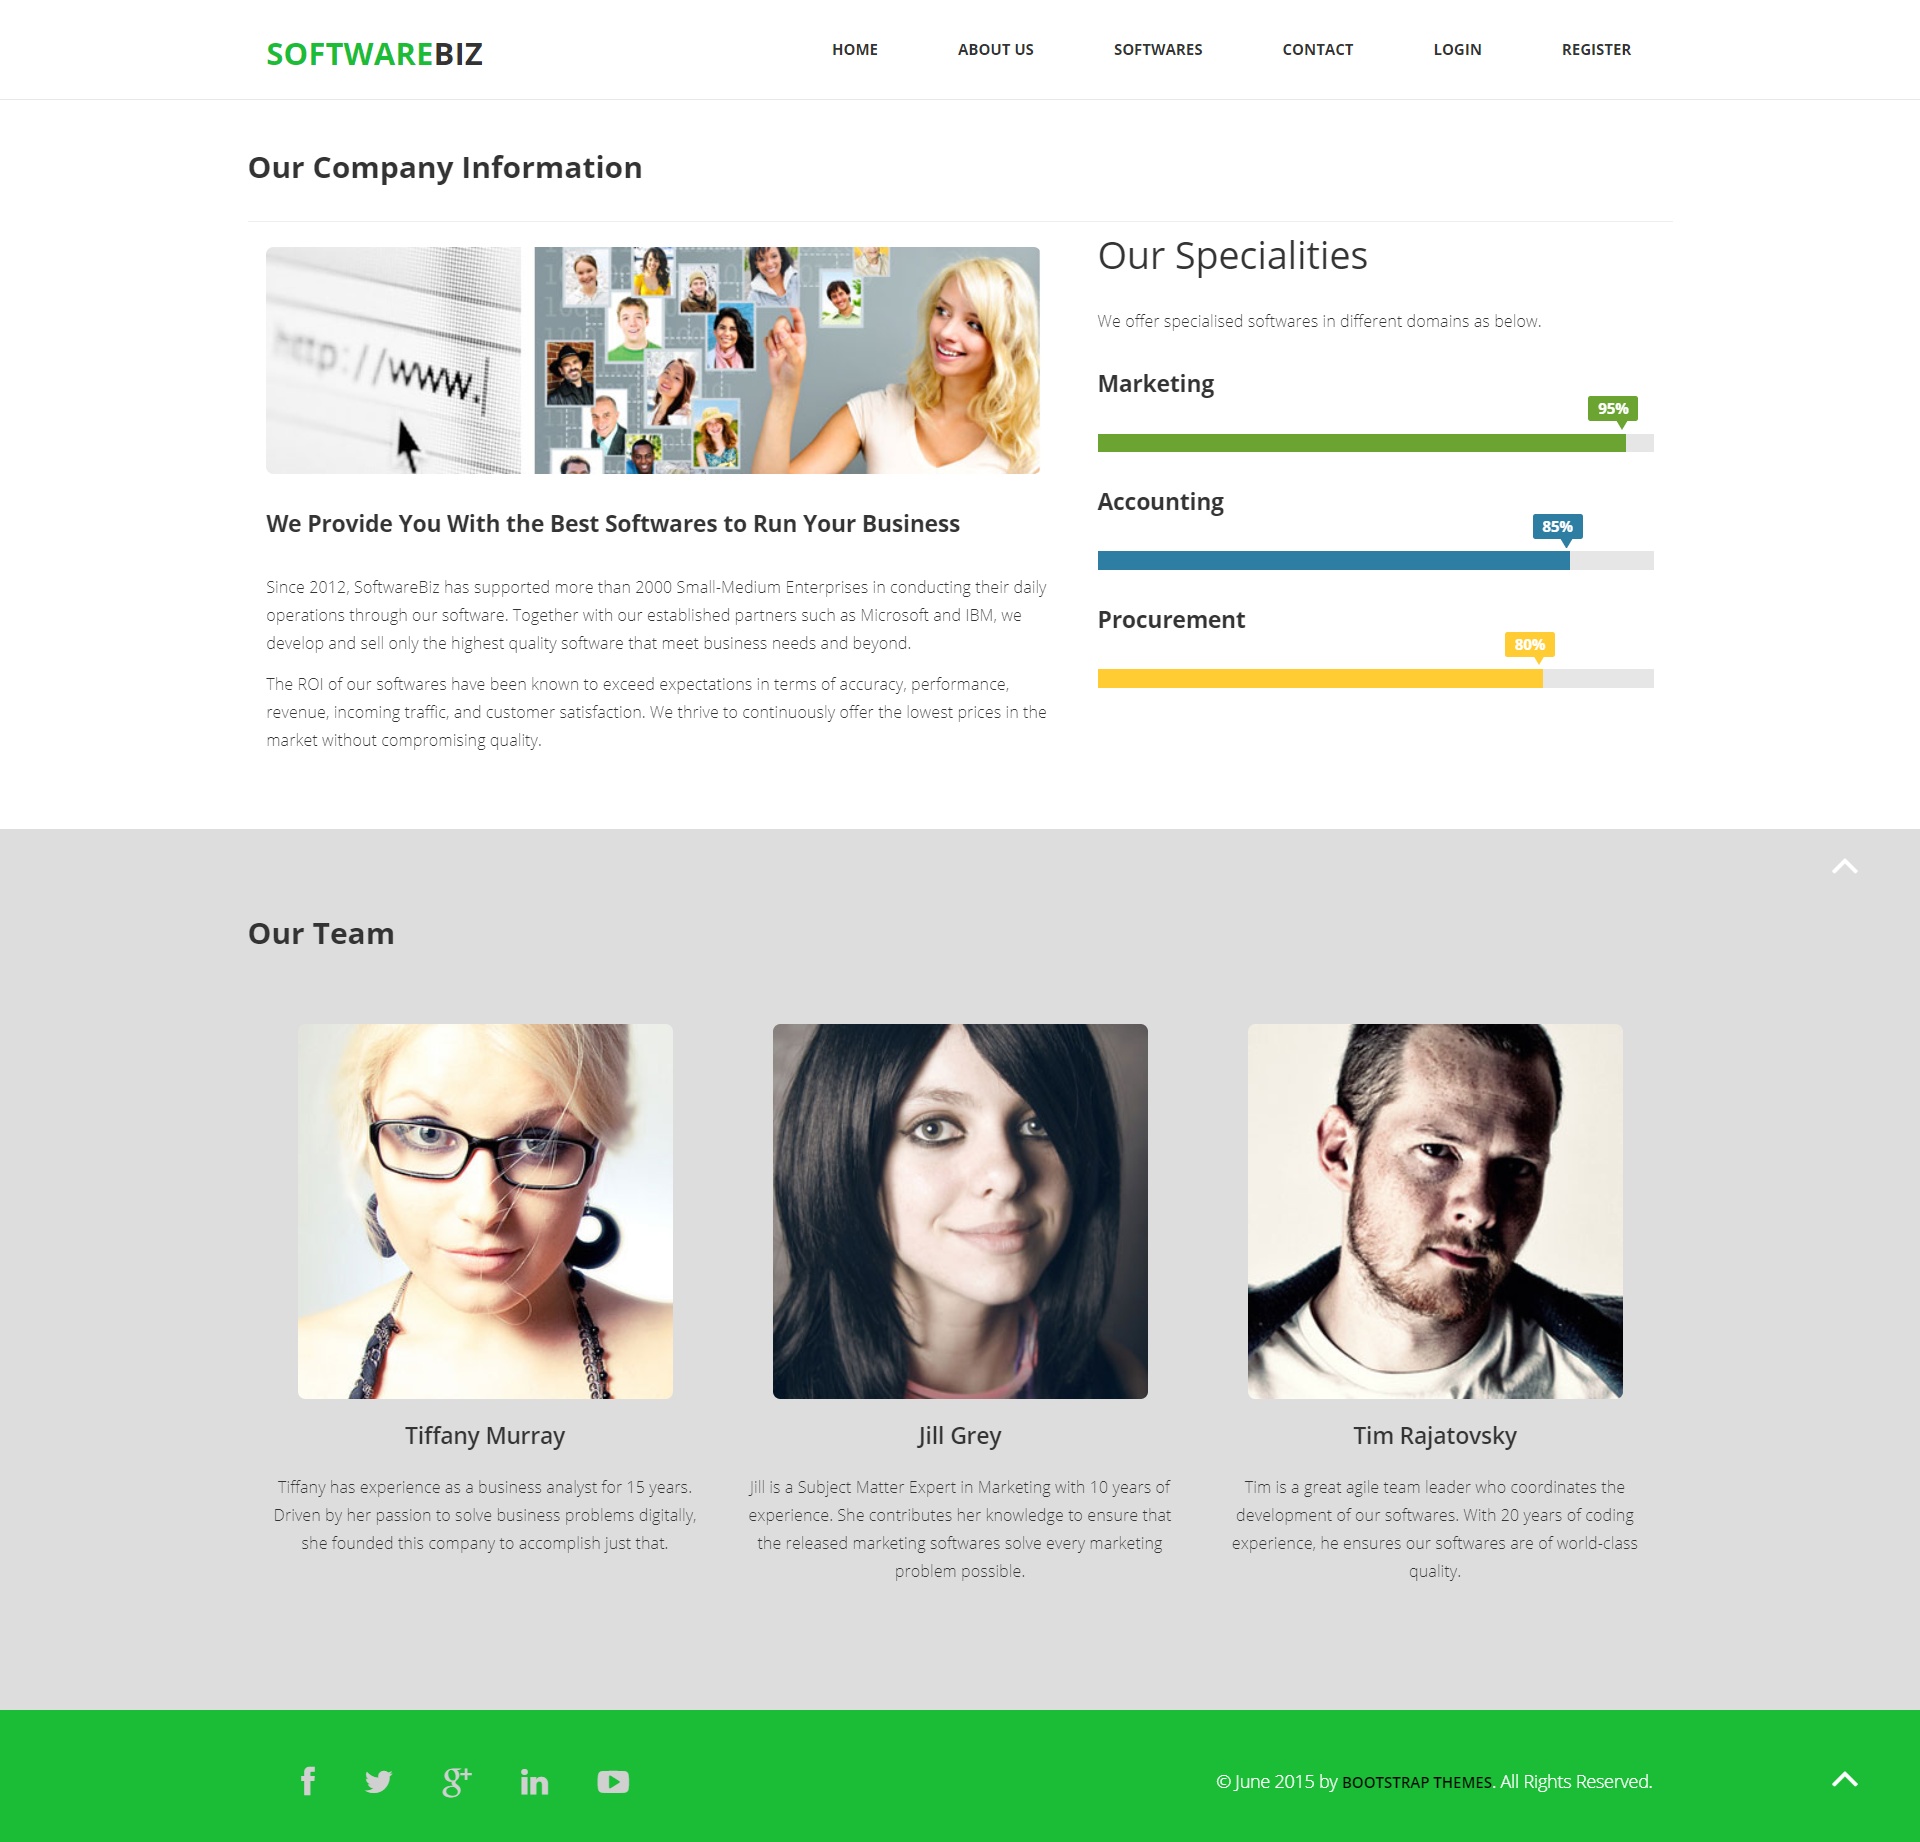 SOFTWAREBIZ
HOME
ABOUT US
SOFTWARES
CONTACT
LOGIN
REGISTER
Our Company Information
http://www.
We Provide You With the Best Softwares to Run Your Business
Since 2012, SoftwareBiz has supported more than 2000 Small-Medium Enterprises in conducting their daily
operations through our software. Together with our established partners such as Microsoft and IBM, we
develop and sell only the highest quality software that meet business needs and beyond.
The ROI of our softwares have been known to exceed expectations in terms of accuracy, performance,
revenue, incoming traffic, and customer satisfaction. We thrive to continuously offer the lowest prices in the
market without compromising quality.
Our Specialities
We offer specialised softwares in different domains as below.
Marketing
95%
Accounting
85%
Procurement
80%
Our Team
Tiffany Murray
Tiffany has experience as a business analyst for 15 years.
Driven by her passion to solve business problems digitally,
she founded this company to accomplish just that.
Jill Grey
Jill is a Subject Matter Expert in Marketing with 10 years of
experience. She contributes her knowledge to ensure that
the released marketing softwares solve every marketing
problem possible.
Tim Rajatovsky
Tim is a great agile team leader who coordinates the
development of our softwares. With 20 years of coding
experience, he ensures our softwares are of world-class
quality.
© June 2015 by BOOTSTRAP THEMES. All Rights Reserved.